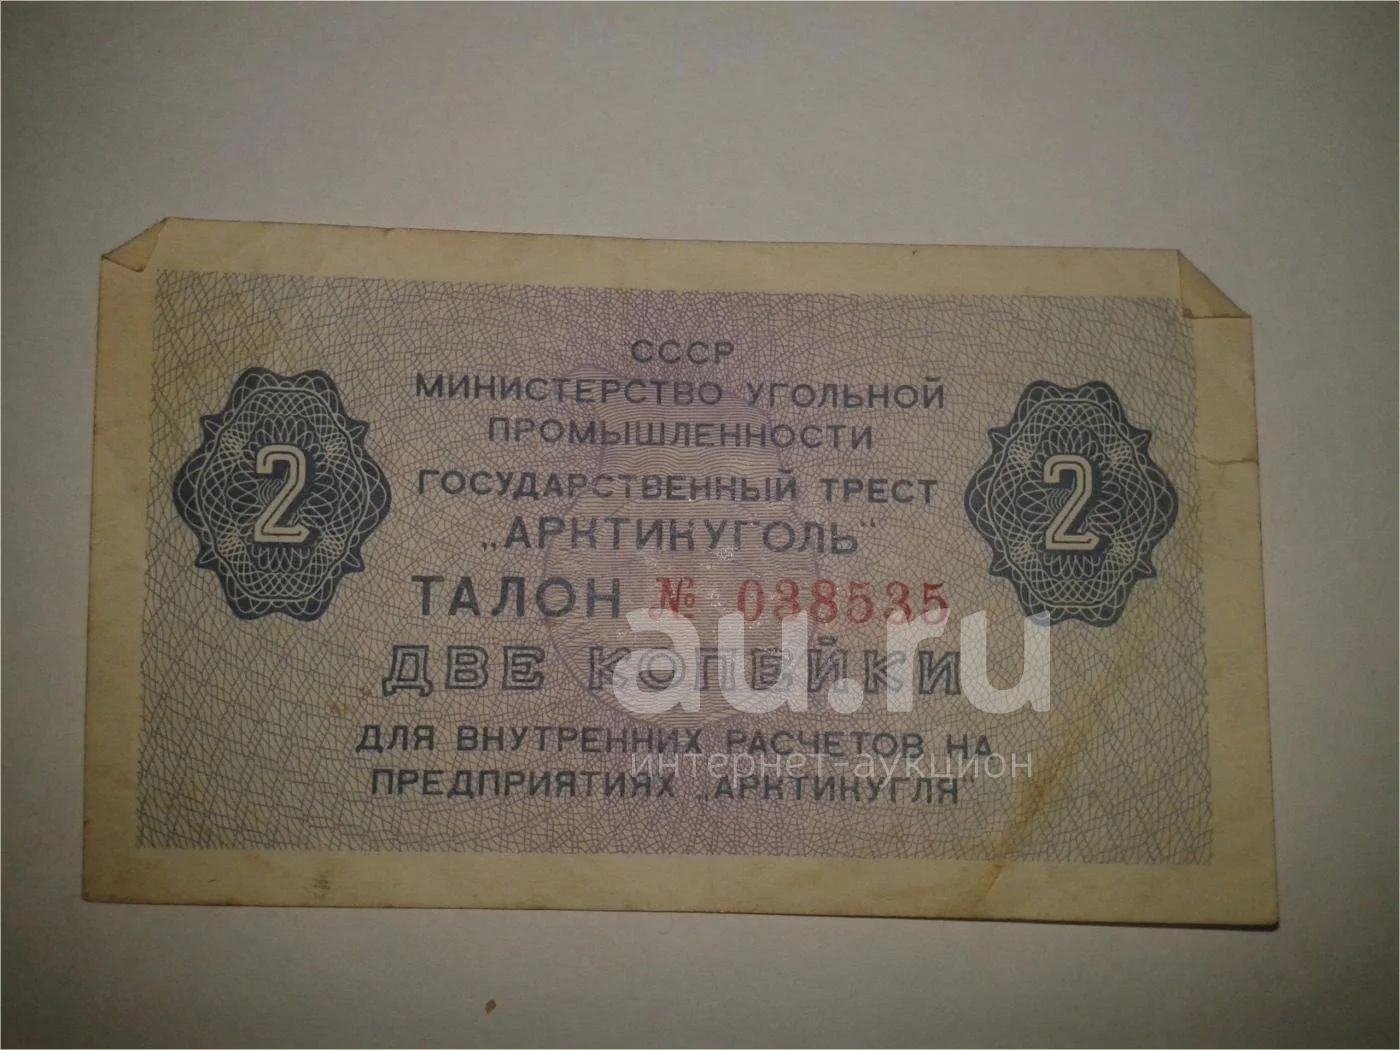 СССР
МИНИСТЕРСТВО УГОЛЬНОЙ
ПРОМЫШЛЕННОСТИ
ГОСУДАРСТВЕННЫЙ ТРЕСТ
„АРКТИКУГОЛЬ"
2
2
ТАЛОН № 038535
ДВЕ КОПЕЙКИ
ДЛЯ ВНУТРЕННИХ РАСЧЕТОВ НА
ПРЕДПРИЯТИЯХ „АРКТИКУГЛЯ"
au.ru
интернет-аукцион